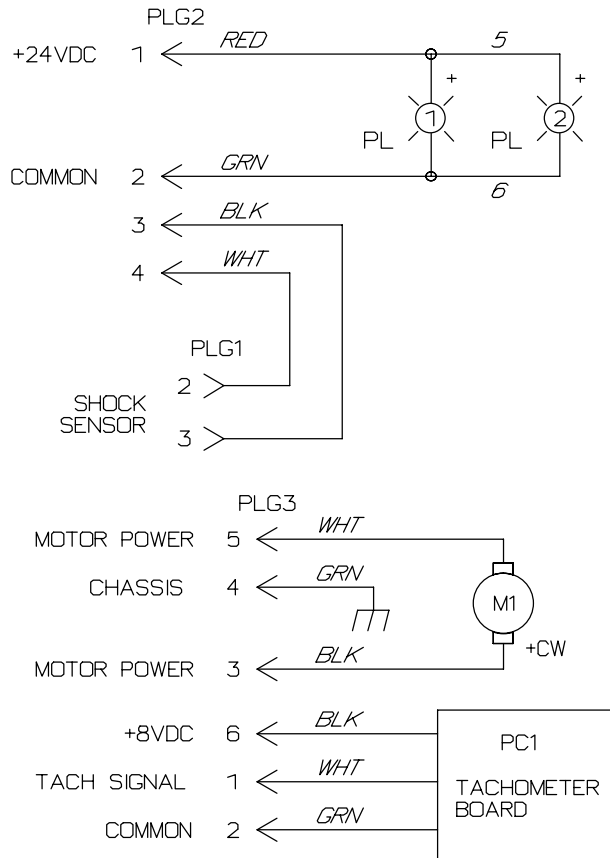 PLG2
+24VDC 1 RED 5
+ +
PL 1 PL 2
COMMON 2 GRN 6
3 BLK
4 WHT
PLG1
2
SHOCK
SENSOR
3
PLG3
MOTOR POWER 5 WHT
CHASSIS 4 GRN
M1
+CW
MOTOR POWER 3 BLK
+8VDC 6 BLK
PC1
TACH SIGNAL 1 WHT
TACHOMETER
BOARD
COMMON 2 GRN